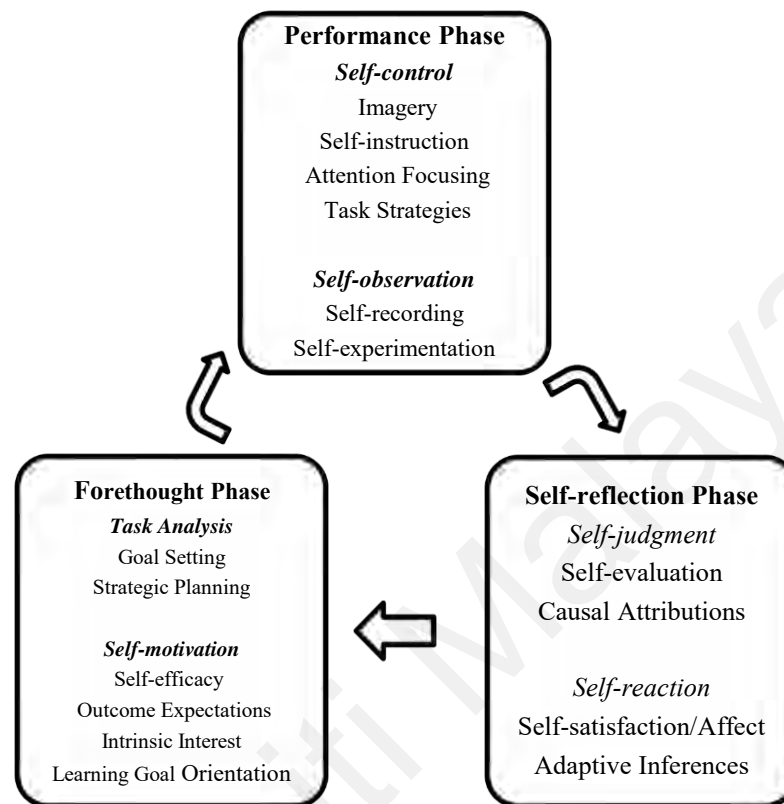 Performance Phase
Self-control
Imagery
Self-instruction
Attention Focusing
Task Strategies
Self-observation
Self-recording
Self-experimentation
Forethought Phase
Task Analysis
Goal Setting
Strategic Planning
Self-motivation
Self-efficacy
Outcome Expectations
Intrinsic Interest
Learning Goal Orientation
Self-reflection Phase
Self-judgment
Self-evaluation
Causal Attributions
Self-reaction
Self-satisfaction/Affect
Adaptive Inferences
iti Malaya